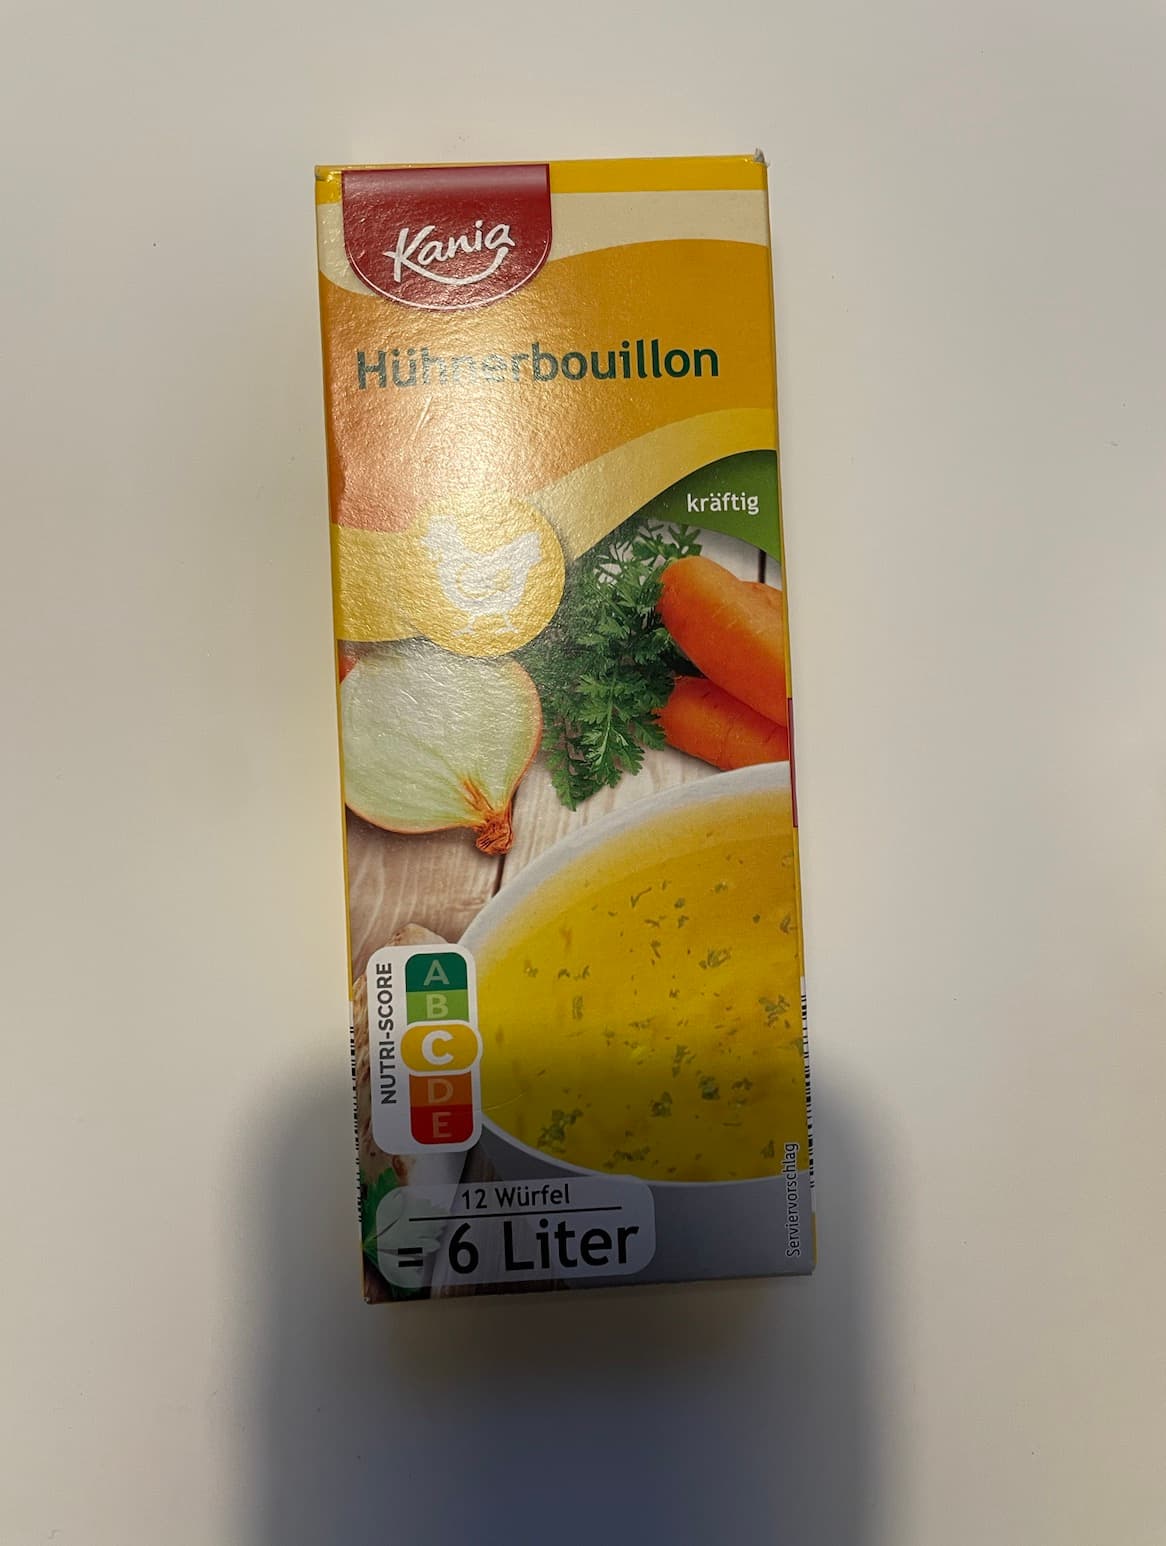 Kania
Hühnerbouillon
kräftig
NUTRI-SCORE
A
B
C
D
E
12 Würfel
= 6 Liter
Serviervorschlag